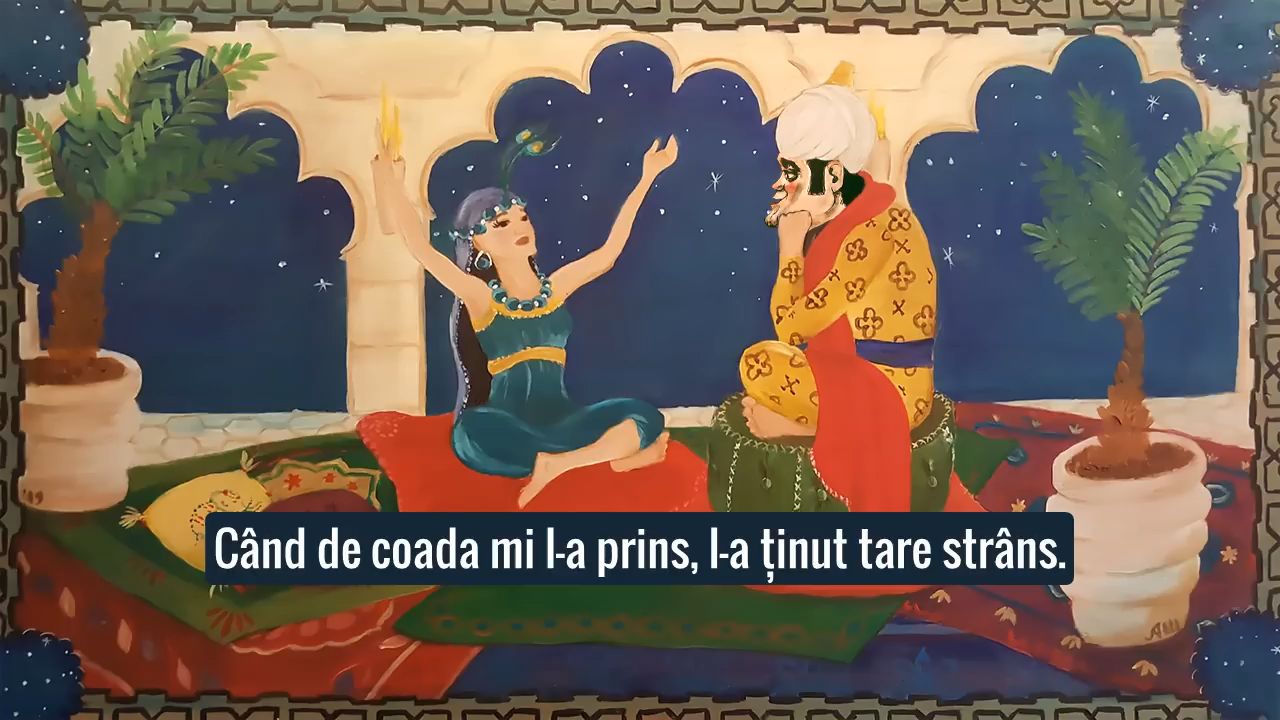 Când de coada mi l-a prins, l-a ținut tare strâns.